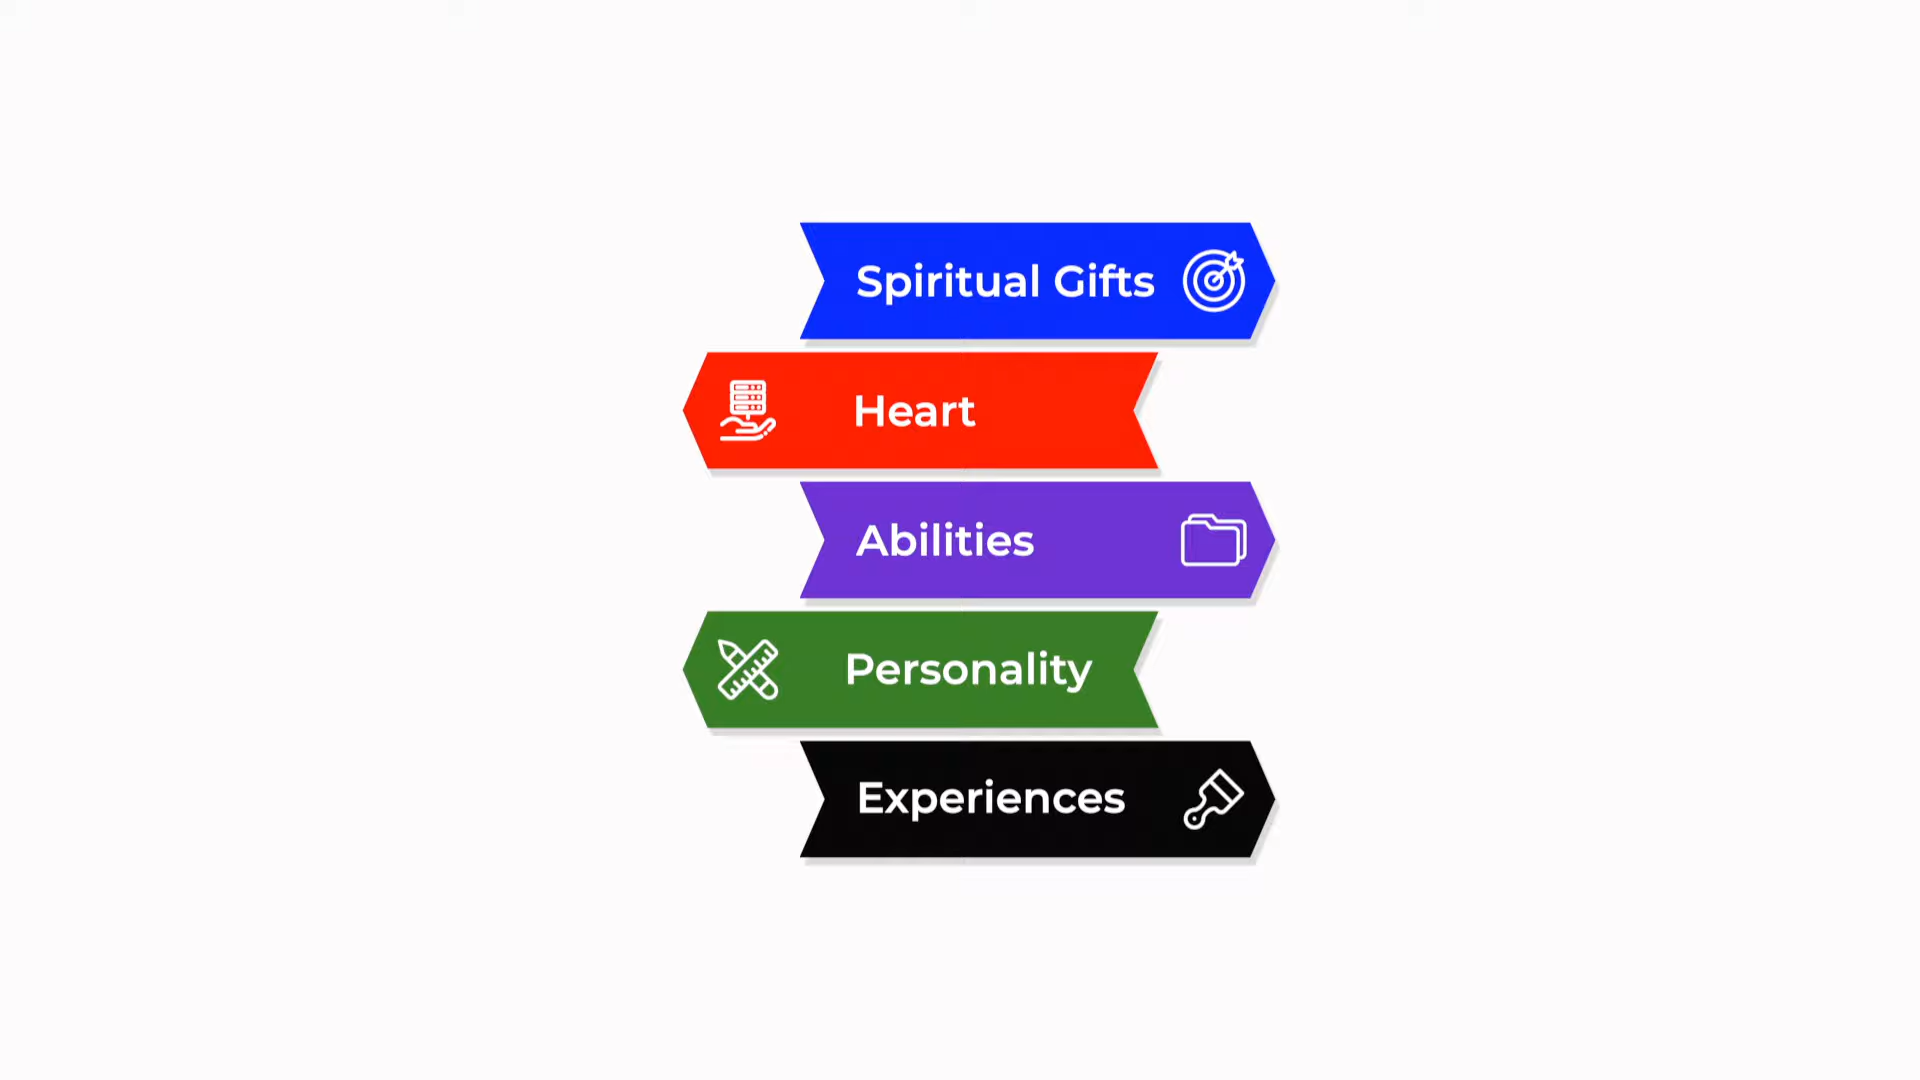 Spiritual Gifts
Heart
Abilities
Personality
Experiences